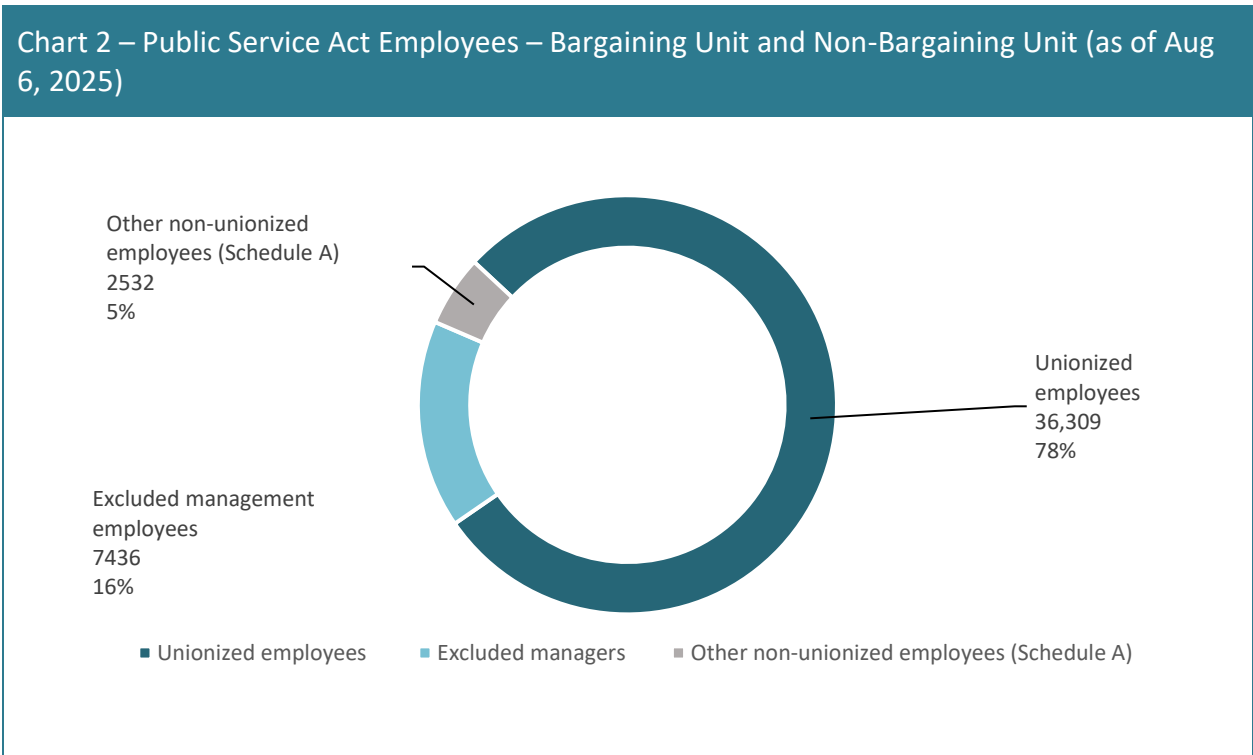 Chart 2 – Public Service Act Employees – Bargaining Unit and Non-Bargaining Unit (as of Aug
6, 2025)
Other non-unionized
employees (Schedule A)
2532
5%
Unionized
employees
36,309
78%
Excluded management
employees
7436
16%
Unionized employees
Excluded managers
Other non-unionized employees (Schedule A)